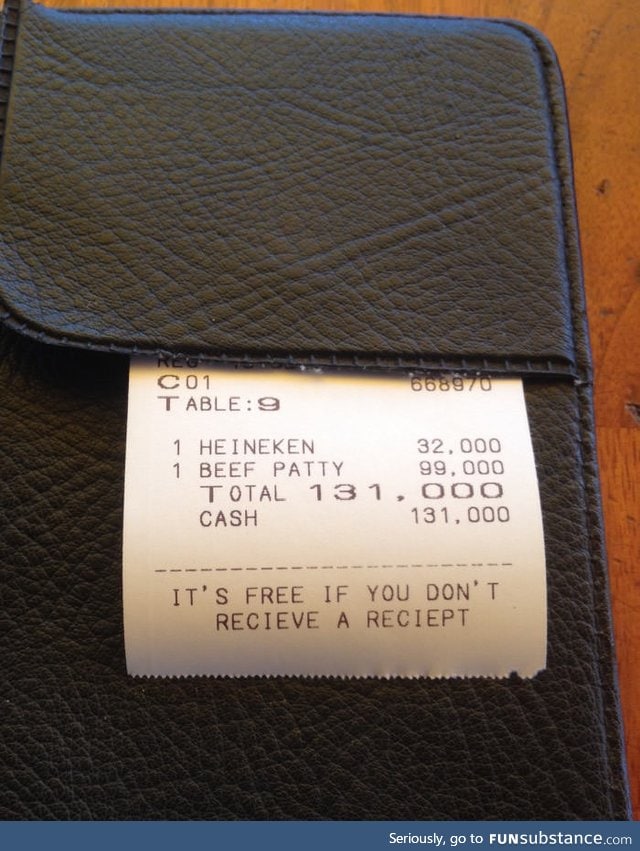 C01 668970
TABLE:9
1 HEINEKEN 32,000
1 BEEF PATTY 99,000
TOTAL 131,000
CASH 131,000
IT'S FREE IF YOU DON'T
RECIEVE A RECIEPT
Seriously, go to FUNsubstance.com